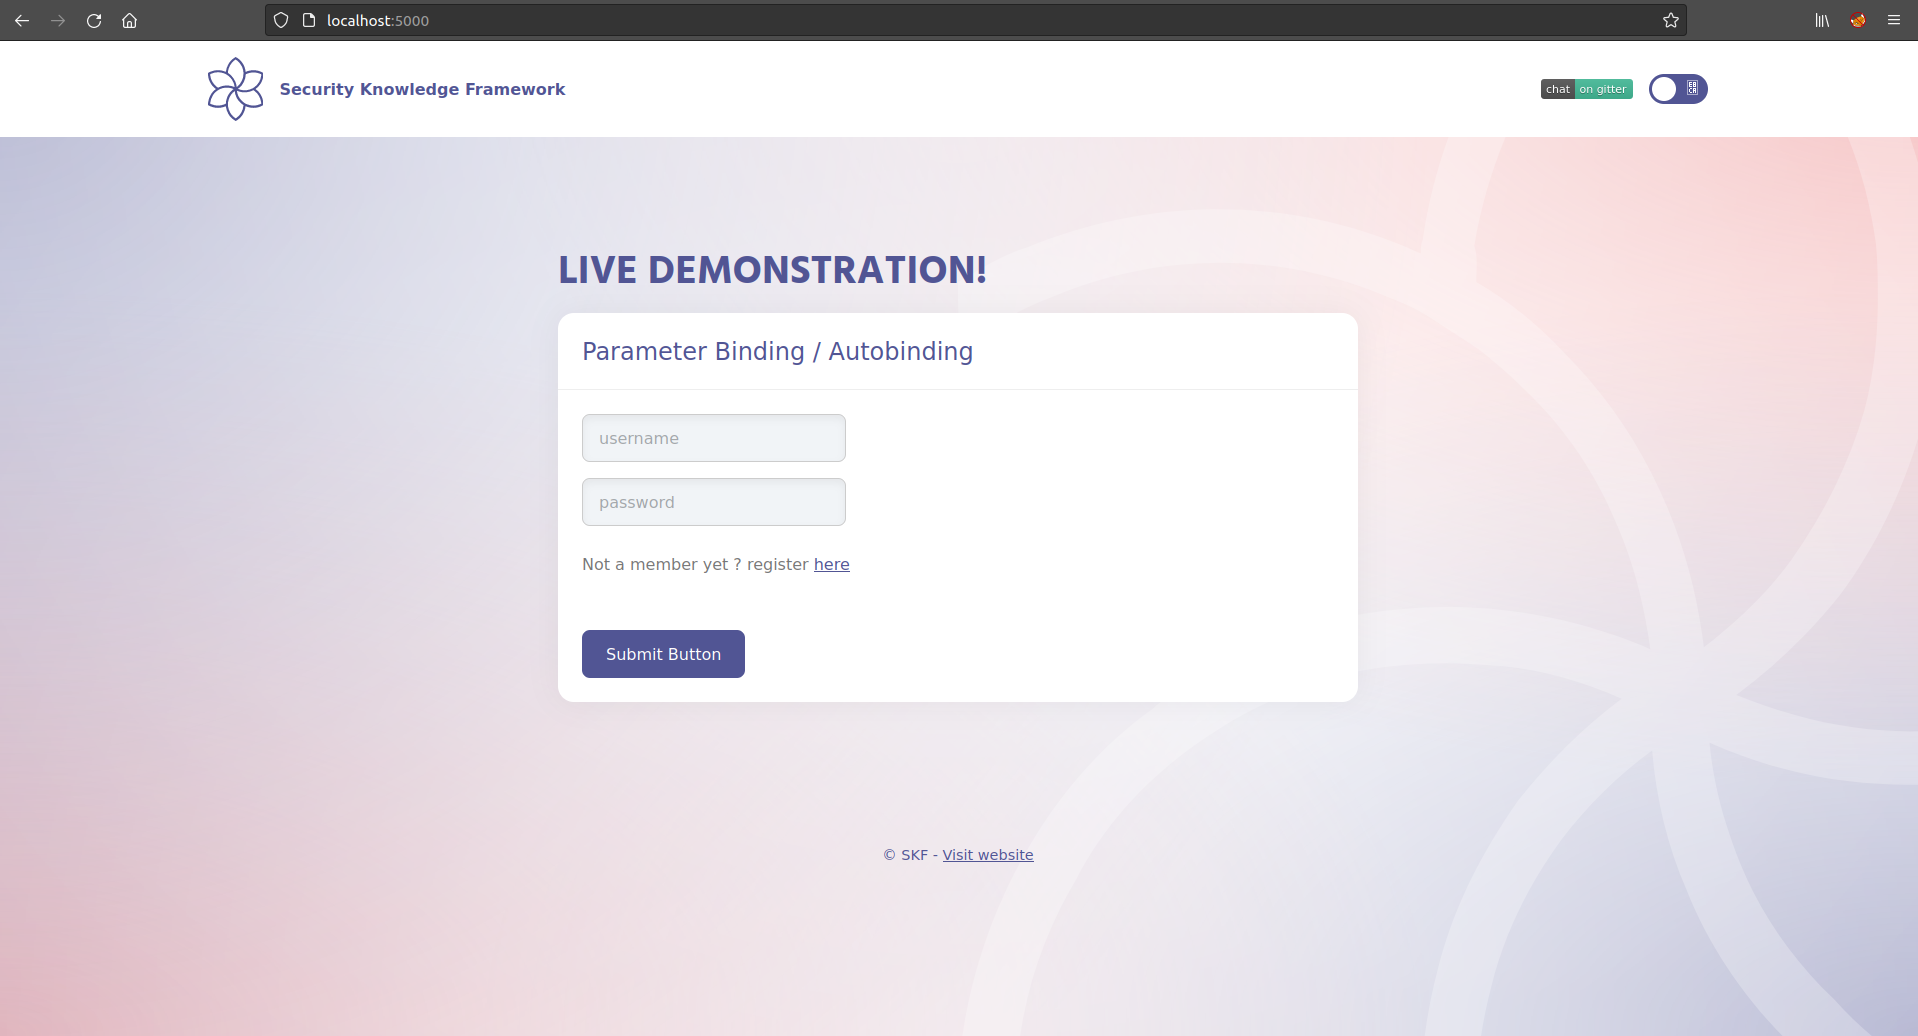 localhost:5000
Security Knowledge Framework
chat on gitter
LIVE DEMONSTRATION!
Parameter Binding / Autobinding
username
password
Not a member yet ? register here
Submit Button
© SKF - Visit website